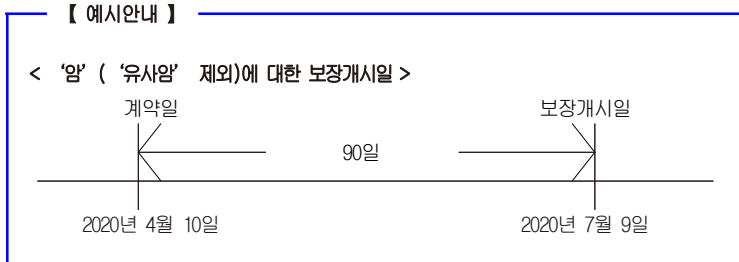 【 예시안내 】
< ‘암’ ( ‘유사암’ 제외)에 대한 보장개시일 >
계약일 보장개시일
90일
2020년 4월 10일 2020년 7월 9일